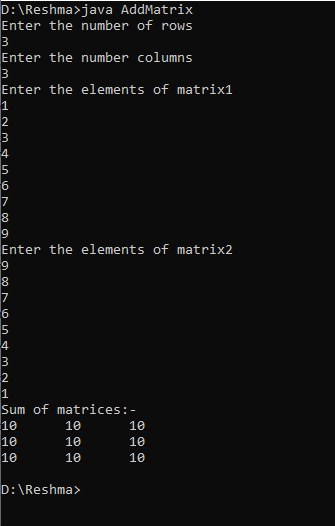 D:\Reshma>java AddMatrix
Enter the number of rows
3
Enter the number columns
3
Enter the elements of matrix1
1
2
3
4
5
6
7
8
9
Enter the elements of matrix2
9
8
7
6
5
4
3
2
1
Sum of matrices:-
10 10 10
10 10 10
10 10 10
D:\Reshma>